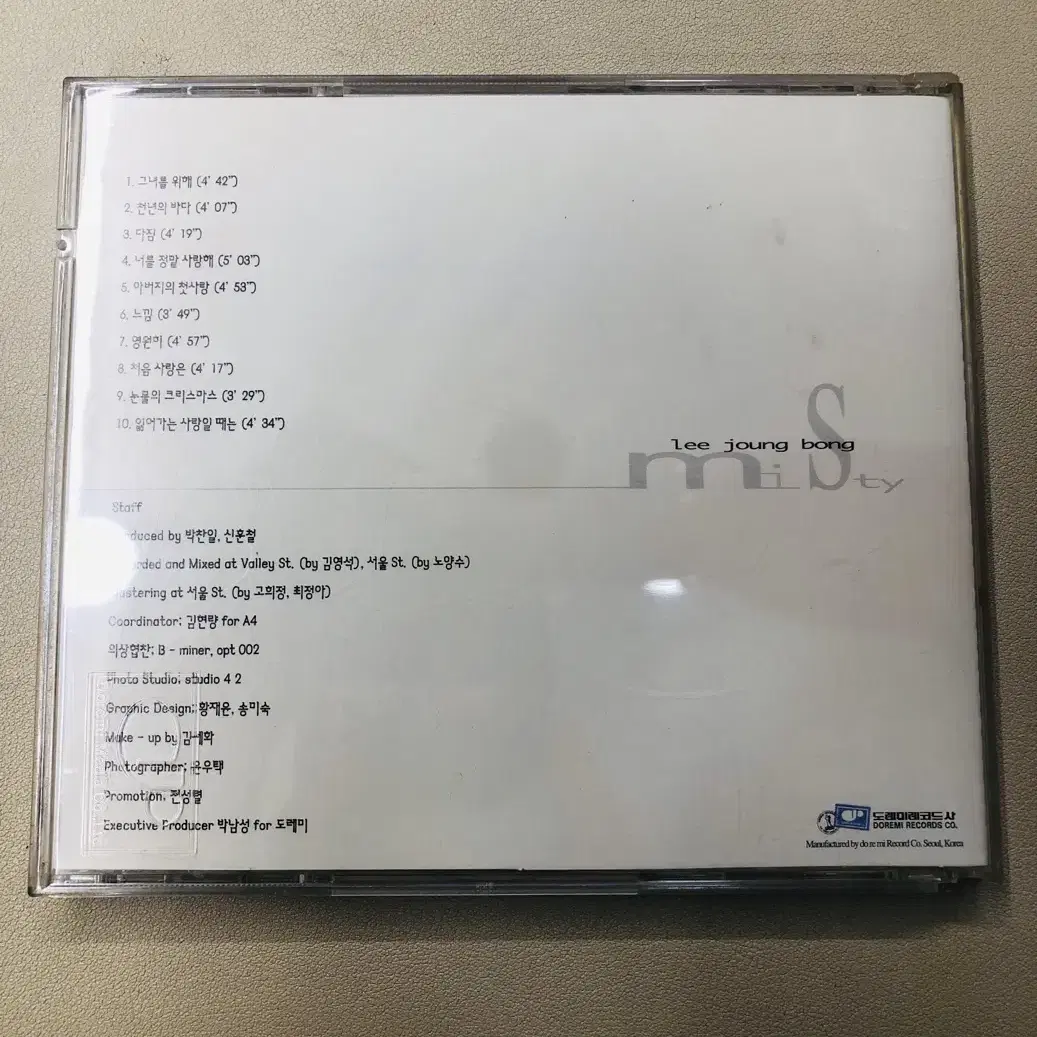 1. 그녀를 위해 (4' 42")
2. 천년의 바다 (4' 07")
3. 다짐 (4' 19")
4. 너를 정말 사랑해 (5' 03")
5. 아버지의 첫사랑 (4' 53")
6. 느낌 (3' 49")
7. 영원히 (4' 57")
8. 처음 사랑은 (4' 17")
9. 눈물의 크리스마스 (3' 29")
10. 잃어가는 사랑일 때는 (4' 34")
lee joung bong
miSty
Staff
by 박찬일, 신훈철
and Mixed at Valley St. (by 김영석), 서울 St. (by 노양수)
at 서울 St. (by 고희정, 최정아)
Coordinator; 김현량 for A4
의상협찬; B - miner, opt 002
Photo Studio; studio 4 2
Graphic Design; 황재윤, 송미숙
Make - up by 김세화
Photographer; 윤우택
Promotion; 전성렬
Executive Producer 박남성 for 도레미
도레미레코드사
DOREMI RECORDS CO.
Manufactured by do re mi Record Co. Seoul, Korea